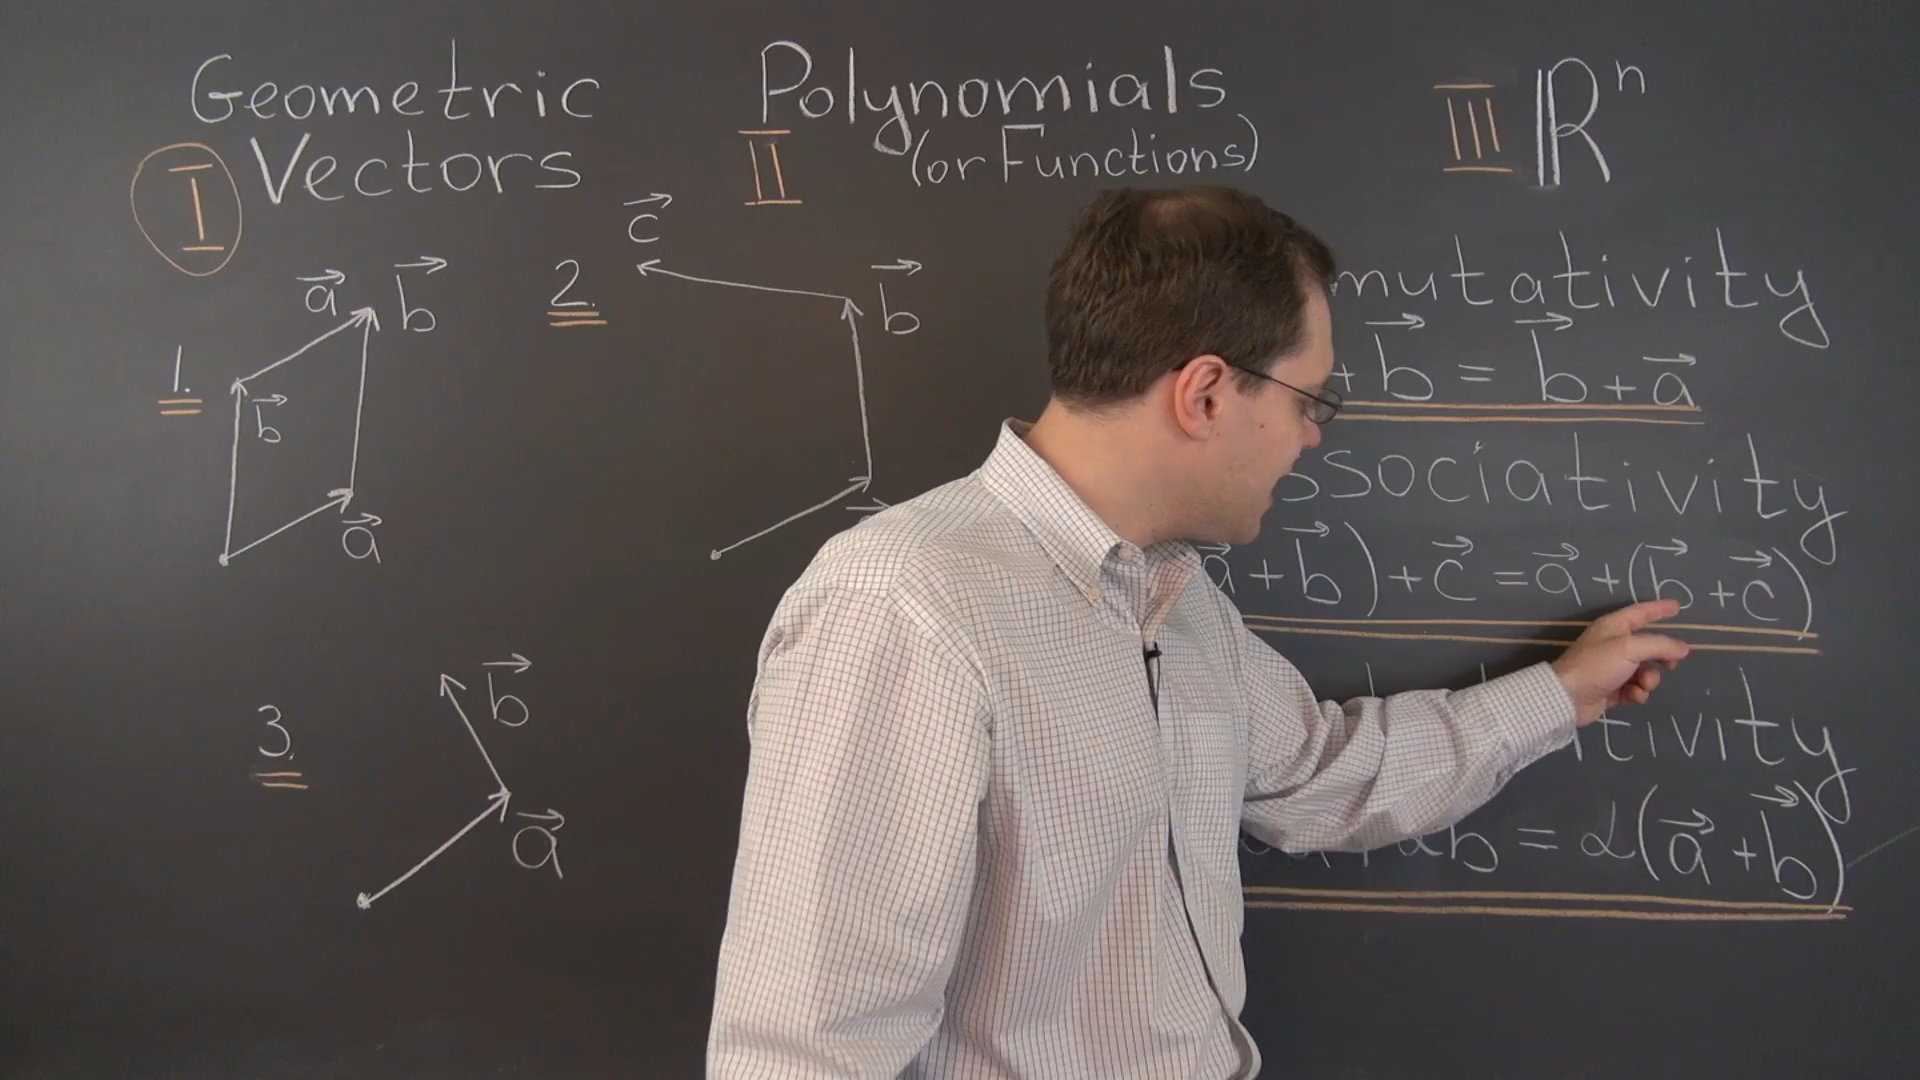 Geometric
Vectors
I
Polynomials
(or Functions)
II
III ℝⁿ
1.
a⃗
b⃗
b⃗
a⃗
2.
c⃗
b⃗
3.
b⃗
a⃗
mutativity
+ b⃗ = b⃗ + a⃗
ssociativity
a⃗ + b⃗) + c⃗ = a⃗ + (b⃗ + c⃗)
tivity
b = α(a⃗ + b⃗)